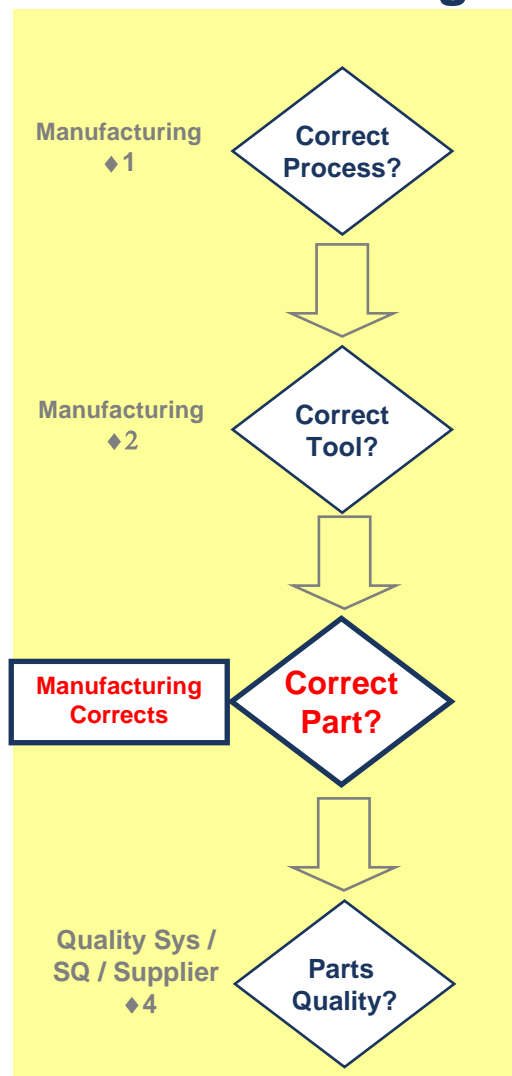 Manufacturing
♦1
Correct
Process?
Manufacturing
♦2
Correct
Tool?
Manufacturing
Corrects
Correct
Part?
Quality Sys /
SQ / Supplier
♦4
Parts
Quality?